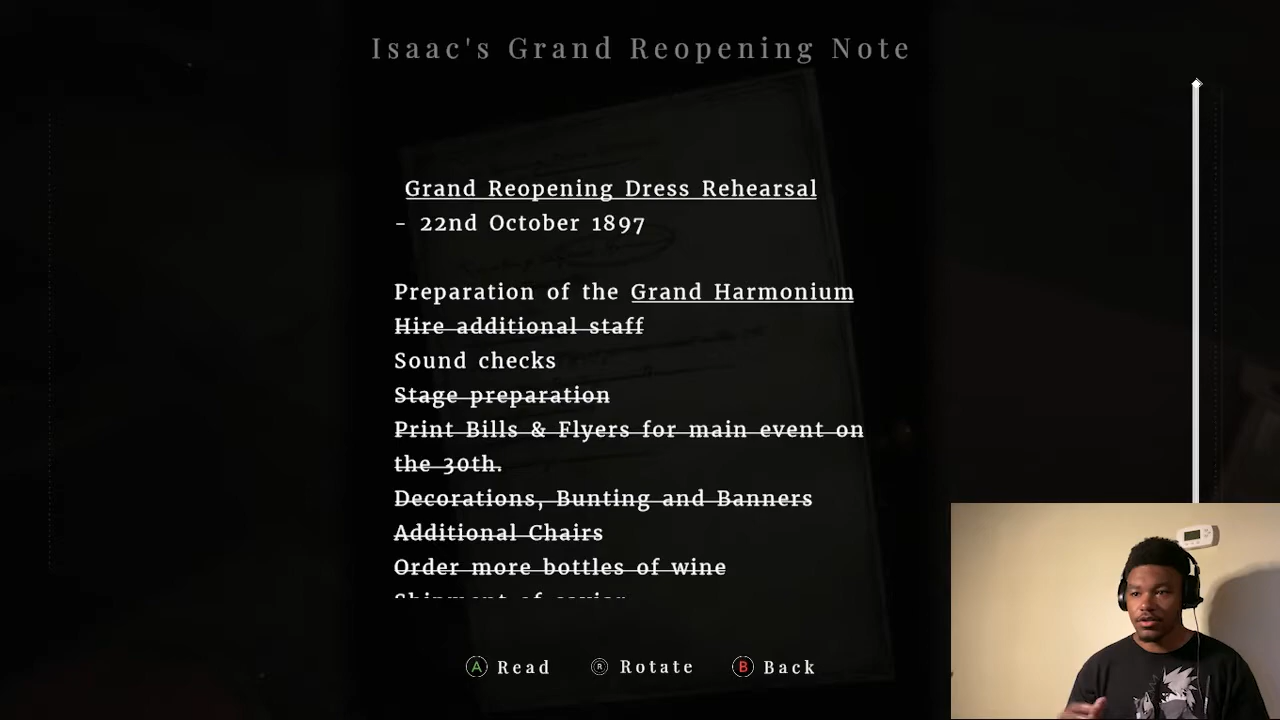 Isaac's Grand Reopening Note
Grand Reopening Dress Rehearsal
- 22nd October 1897
Preparation of the Grand Harmonium
Hire additional staff
Sound checks
Stage preparation
Print Bills & Flyers for main event on
the 30th.
Decorations, Bunting and Banners
Additional Chairs
Order more bottles of wine
A Read R Rotate B Back